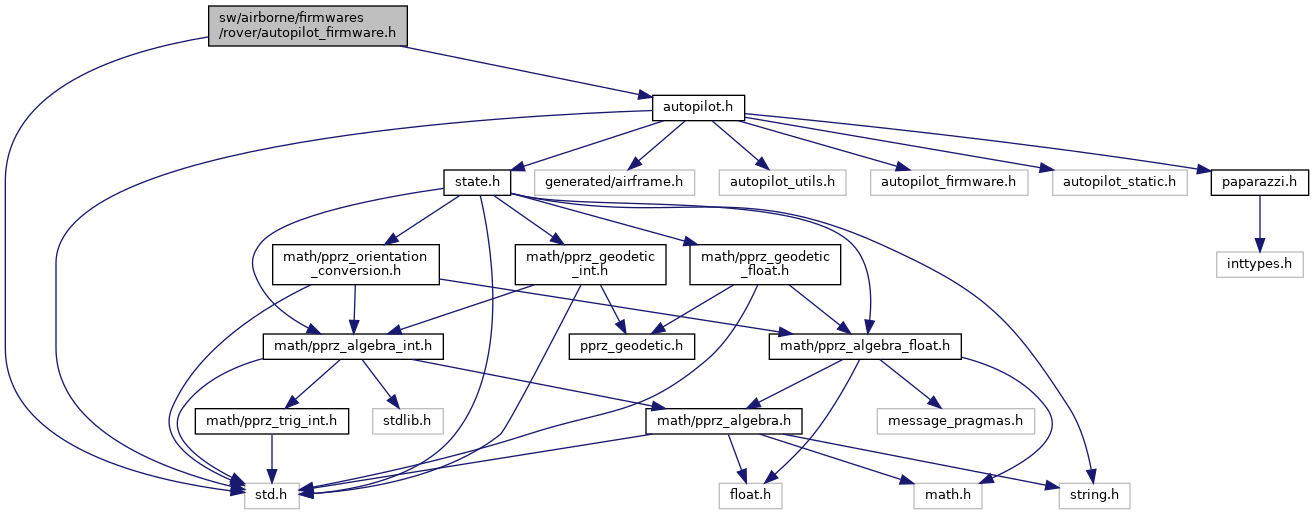 sw/airborne/firmwares
/rover/autopilot_firmware.h
autopilot.h
state.h
generated/airframe.h
autopilot_utils.h
autopilot_firmware.h
autopilot_static.h
paparazzi.h
math/pprz_orientation
_conversion.h
math/pprz_geodetic
_int.h
math/pprz_geodetic
_float.h
inttypes.h
math/pprz_algebra_int.h
pprz_geodetic.h
math/pprz_algebra_float.h
math/pprz_trig_int.h
stdlib.h
math/pprz_algebra.h
message_pragmas.h
std.h
float.h
math.h
string.h